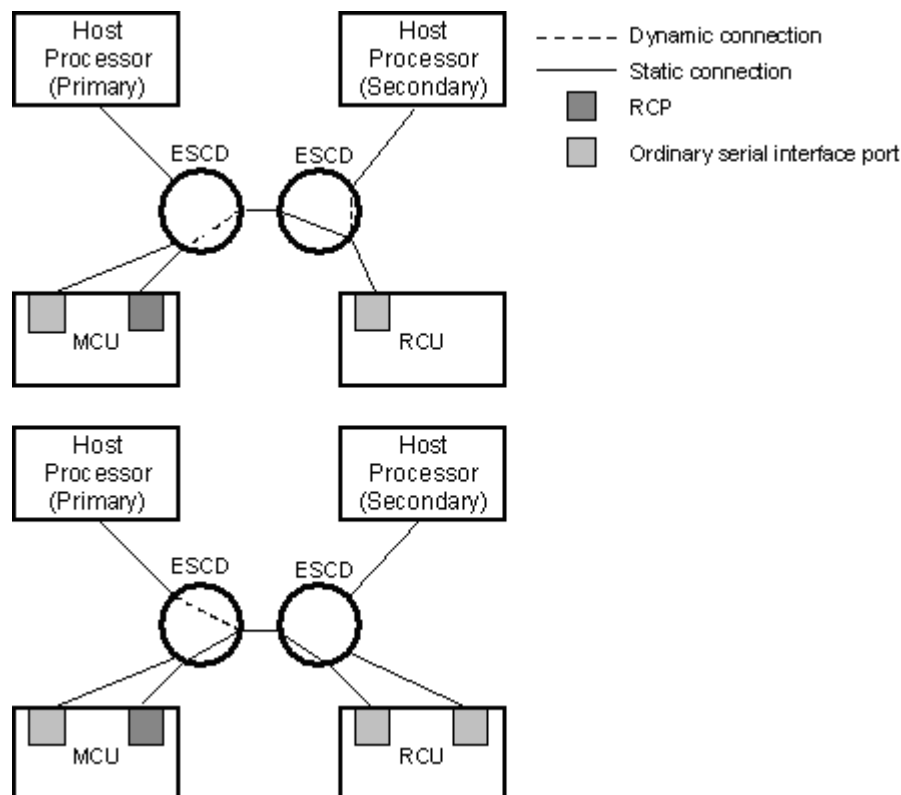 Host
Processor
(Primary)
Host
Processor
(Secondary)
Dynamic connection
Static connection
RCP
Ordinary serial interface port
ESCD
ESCD
MCU
RCU
Host
Processor
(Primary)
Host
Processor
(Secondary)
ESCD
ESCD
MCU
RCU